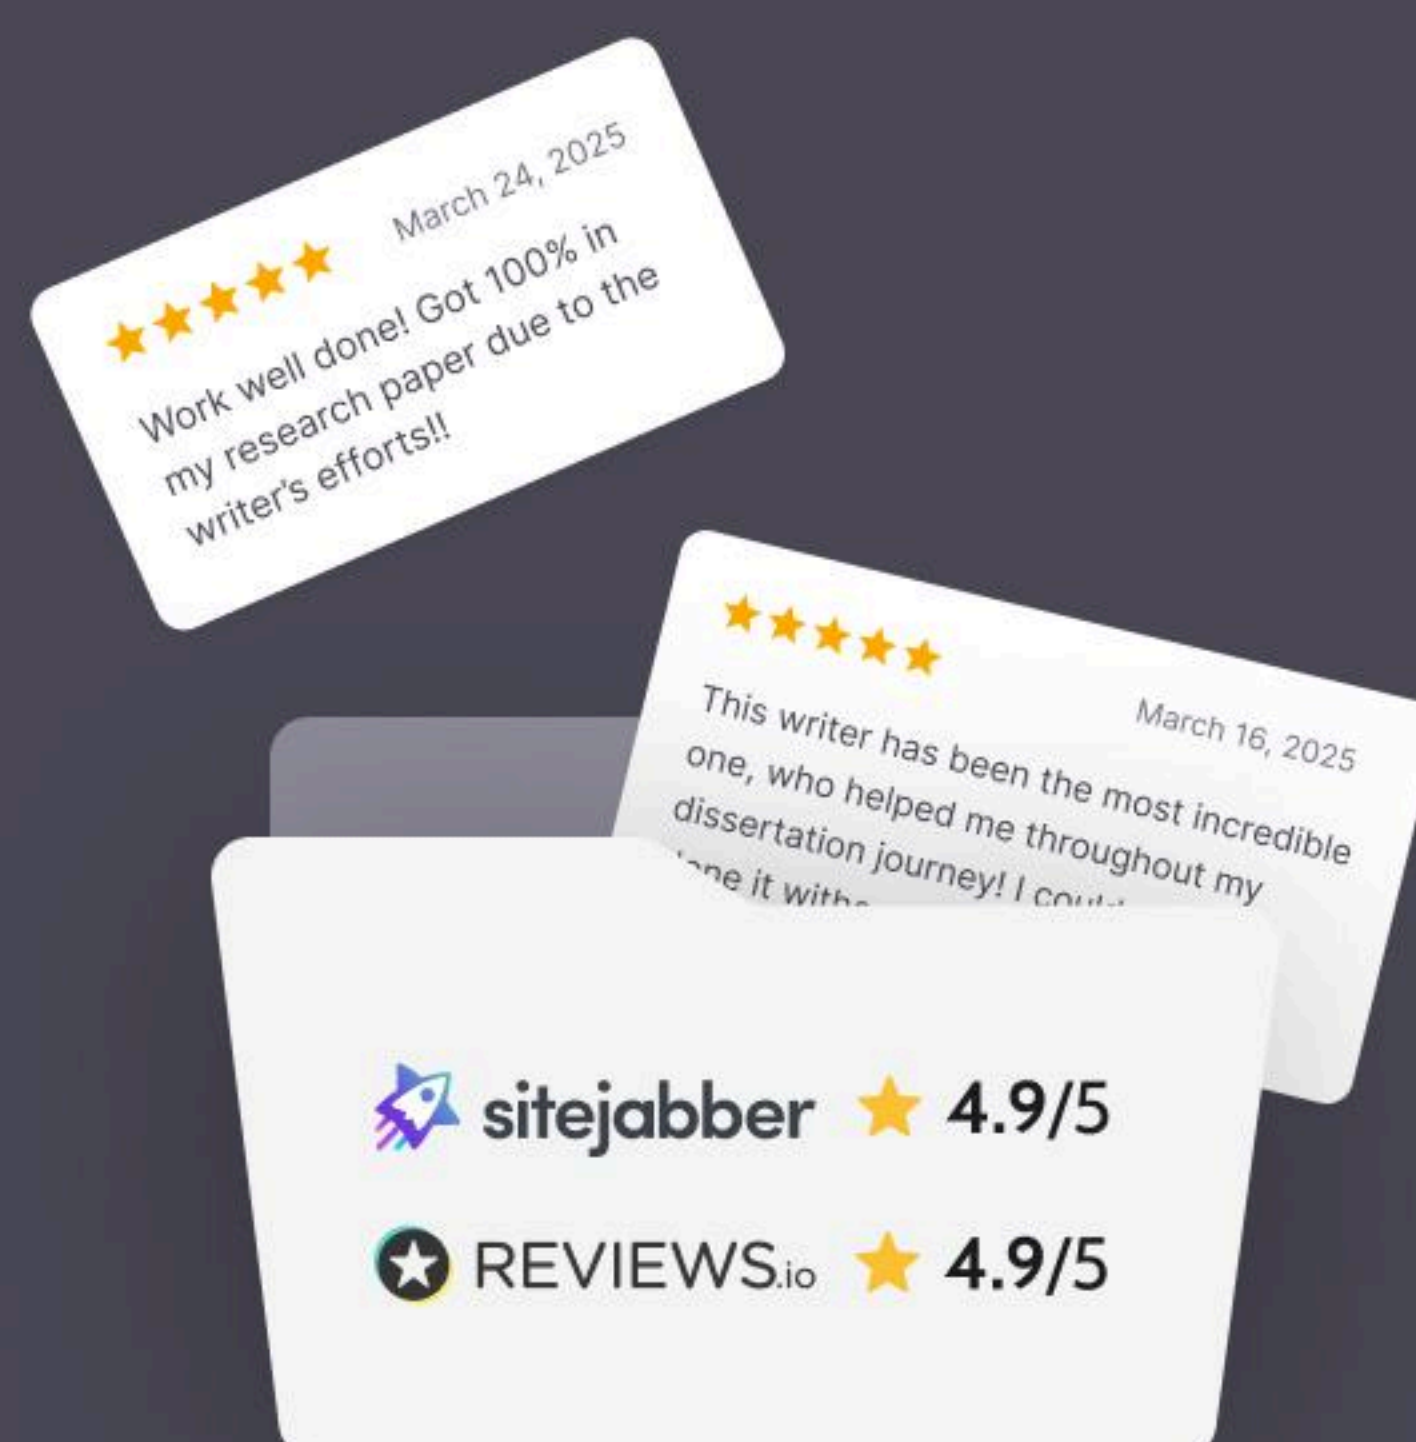 March 24, 2025
Work well done! Got 100% in
my research paper due to the
writer's efforts!!
March 16, 2025
This writer has been the most incredible
one, who helped me throughout my
dissertation journey! I
it
sitejabber 4.9/5
REVIEWS.io 4.9/5